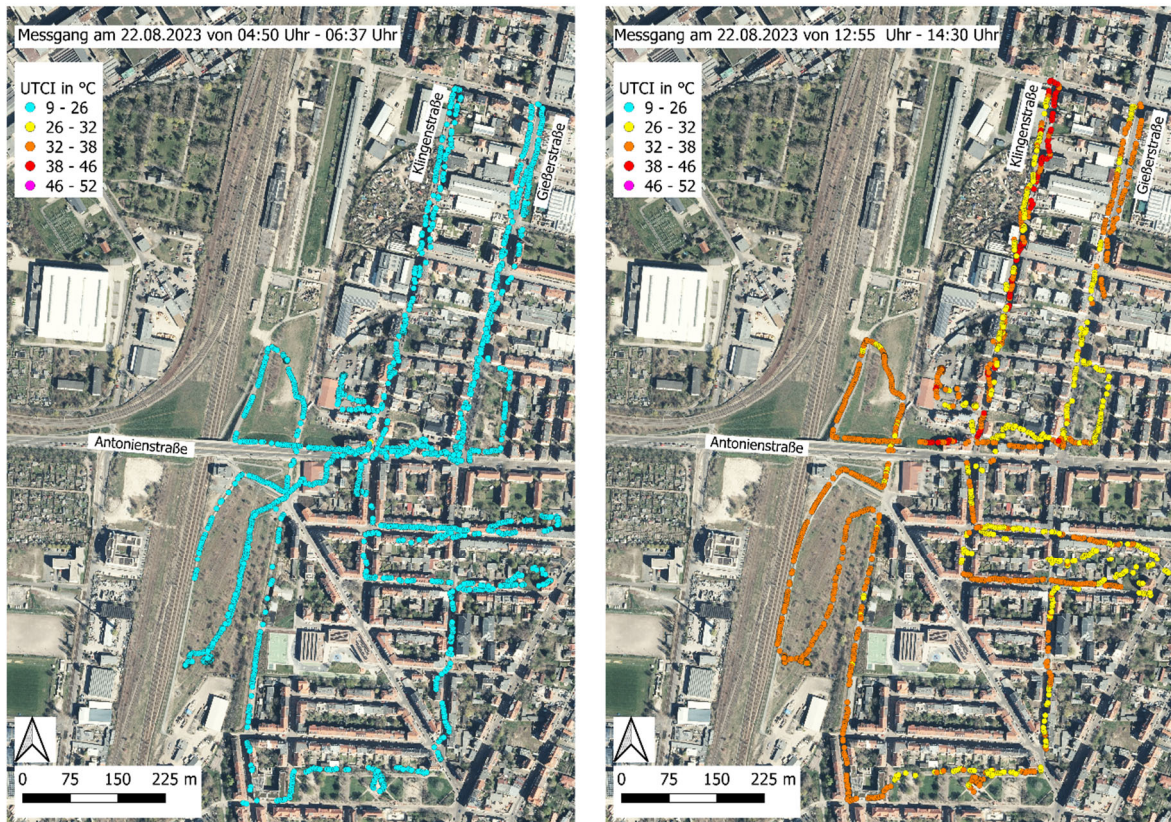 Messgang am 22.08.2023 von 04:50 Uhr - 06:37 Uhr
UTCI in °C
9 - 26
26 - 32
32 - 38
38 - 46
46 - 52
Klingenstraße
Gießerstraße
Antonienstraße
0 75 150 225 m
Messgang am 22.08.2023 von 12:55 Uhr - 14:30 Uhr
UTCI in °C
9 - 26
26 - 32
32 - 38
38 - 46
46 - 52
Klingenstraße
Gießerstraße
Antonienstraße
0 75 150 225 m